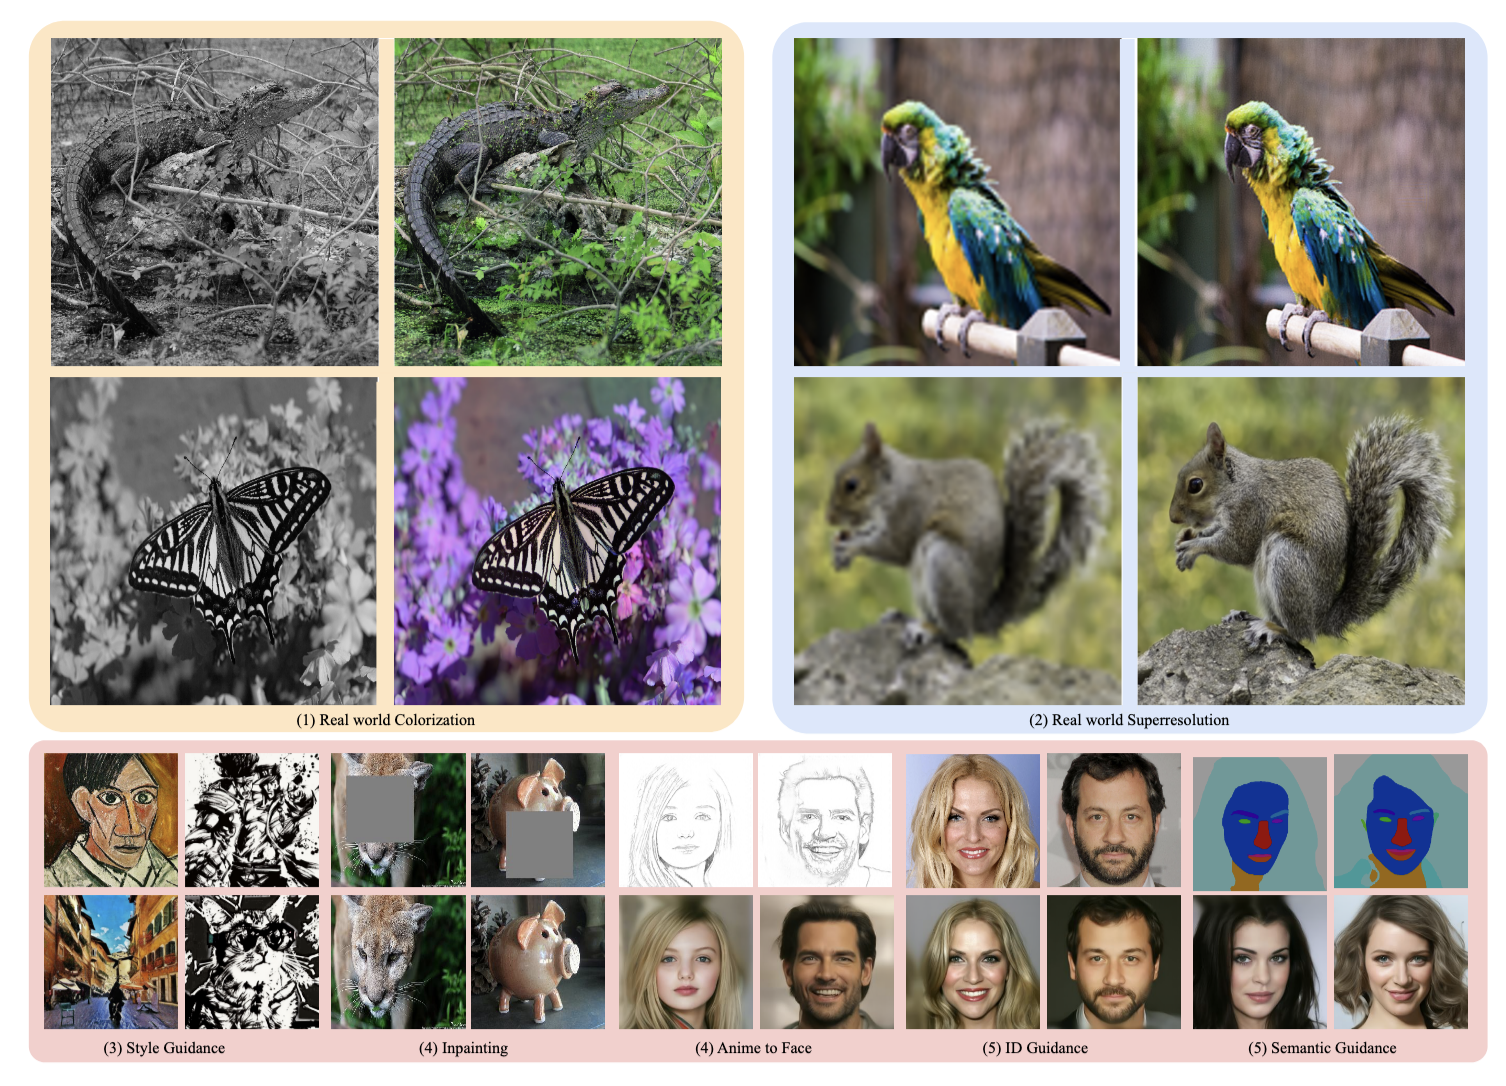 (1) Real world Colorization
(2) Real world Superresolution
(3) Style Guidance
(4) Inpainting
(4) Anime to Face
(5) ID Guidance
(5) Semantic Guidance